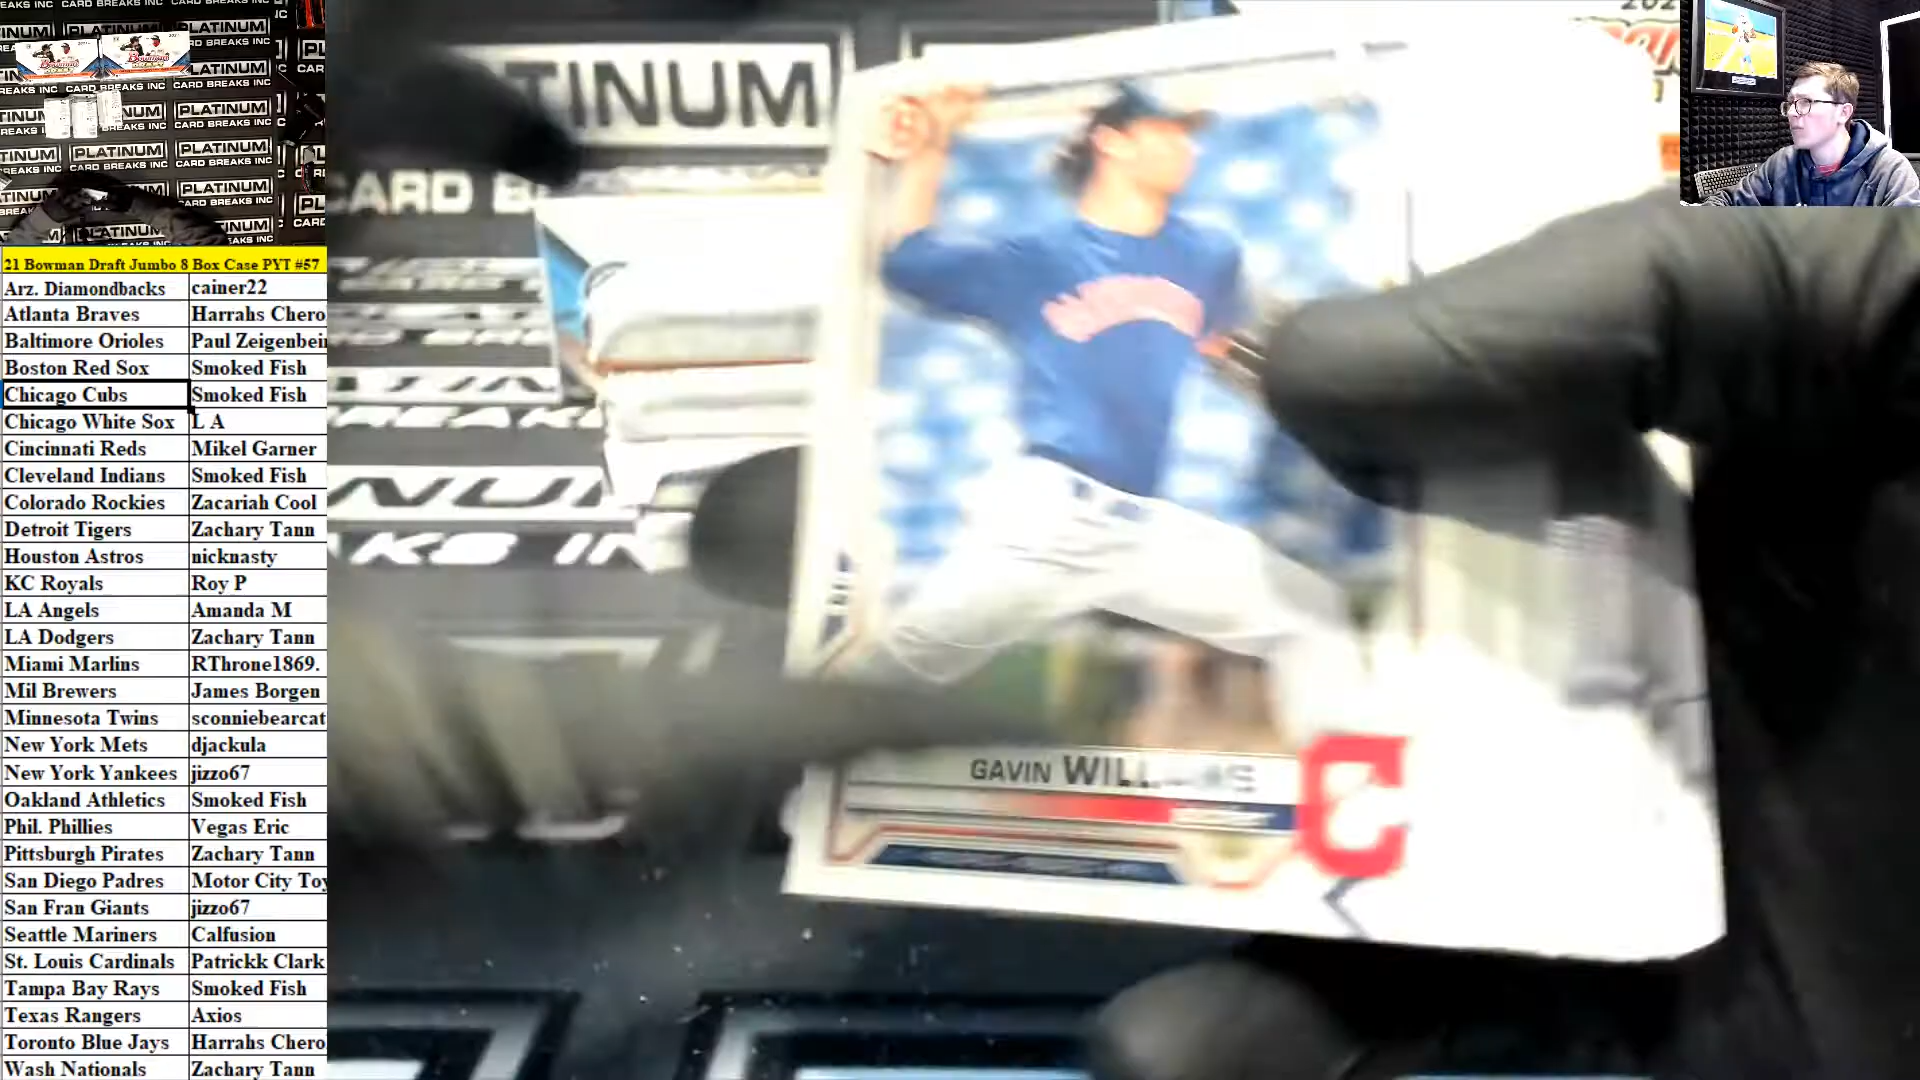 21 Bowman Draft Jumbo 8 Box Case PYT #57
Arz. Diamondbacks cainer22
Atlanta Braves Harrahs Chero
Baltimore Orioles Paul Zeigenbein
Boston Red Sox Smoked Fish
Chicago Cubs Smoked Fish
Chicago White Sox L A
Cincinnati Reds Mikel Garner
Cleveland Indians Smoked Fish
Colorado Rockies Zacariah Cool
Detroit Tigers Zachary Tann
Houston Astros nicknasty
KC Royals Roy P
LA Angels Amanda M
LA Dodgers Zachary Tann
Miami Marlins RThrone1869.
Mil Brewers James Borgen
Minnesota Twins sconniebearcat
New York Mets djackula
New York Yankees jizzo67
Oakland Athletics Smoked Fish
Phil. Phillies Vegas Eric
Pittsburgh Pirates Zachary Tann
San Diego Padres Motor City Toy
San Fran Giants jizzo67
Seattle Mariners Calfusion
St. Louis Cardinals Patrickk Clark
Tampa Bay Rays Smoked Fish
Texas Rangers Axios
Toronto Blue Jays Harrahs Chero
Wash Nationals Zachary Tann
PLATINUM
CARD BREAKS INC
TINUM
CARD B
GAVIN WILLIAMS
C